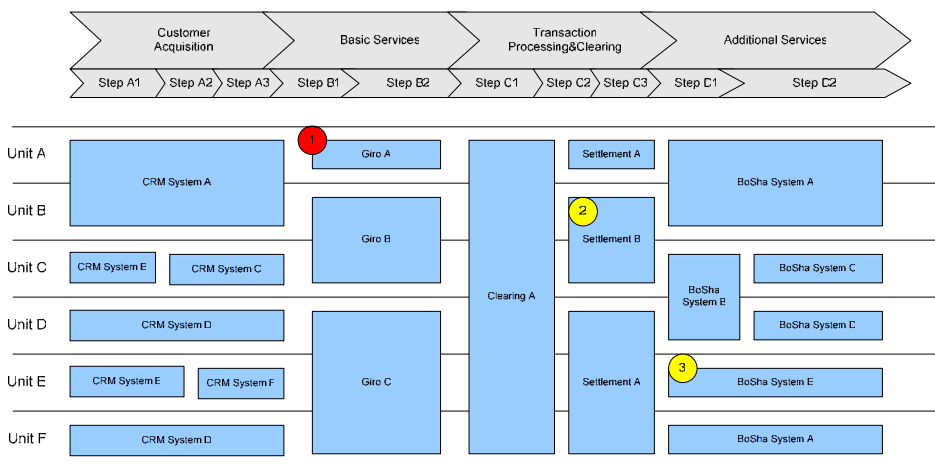 Customer
Acquisition
Basic Services
Transaction
Processing&Clearing
Additional Services
Step A1
Step A2
Step A3
Step B1
Step B2
Step C1
Step C2
Step C3
Step D1
Step D2
Unit A
CRM System A
1
Giro A
Clearing A
Settlement A
BoSha System A
Unit B
Giro B
2
Settlement B
Unit C
CRM System E
CRM System C
BoSha
System B
BoSha System C
Unit D
CRM System D
Giro C
Settlement A
BoSha System D
Unit E
CRM System E
CRM System F
3
BoSha System E
Unit F
CRM System D
BoSha System A